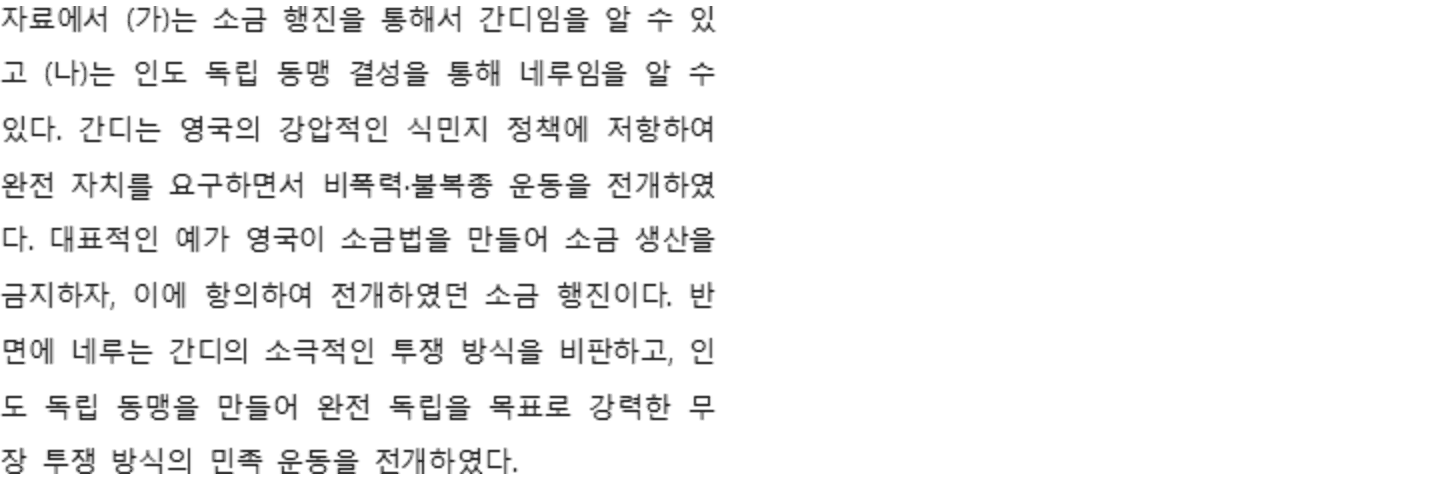 자료에서 (가)는 소금 행진을 통해서 간디임을 알 수 있
고 (나)는 인도 독립 동맹 결성을 통해 네루임을 알 수
있다. 간디는 영국의 강압적인 식민지 정책에 저항하여
완전 자치를 요구하면서 비폭력·불복종 운동을 전개하였
다. 대표적인 예가 영국이 소금법을 만들어 소금 생산을
금지하자, 이에 항의하여 전개하였던 소금 행진이다. 반
면에 네루는 간디의 소극적인 투쟁 방식을 비판하고, 인
도 독립 동맹을 만들어 완전 독립을 목표로 강력한 무
장 투쟁 방식의 민족 운동을 전개하였다.